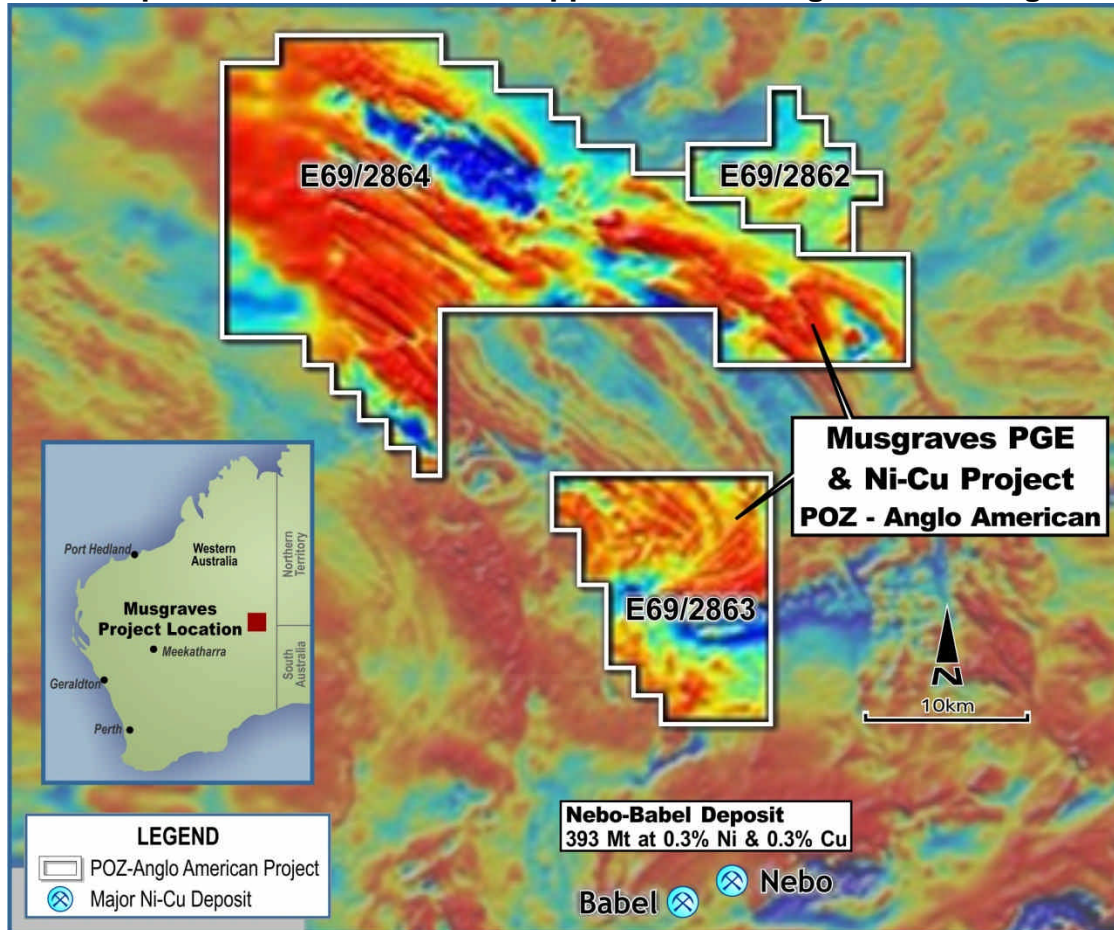 E69/2864
E69/2862
Musgraves PGE
& Ni-Cu Project
POZ - Anglo American
E69/2863
N
10km
Port Hedland
Western
Australia
Northern
Territory
Musgraves
Project Location
Meekatharra
South
Australia
Geraldton
Perth
LEGEND
POZ-Anglo American Project
Major Ni-Cu Deposit
Nebo-Babel Deposit
393 Mt at 0.3% Ni & 0.3% Cu
Nebo
Babel